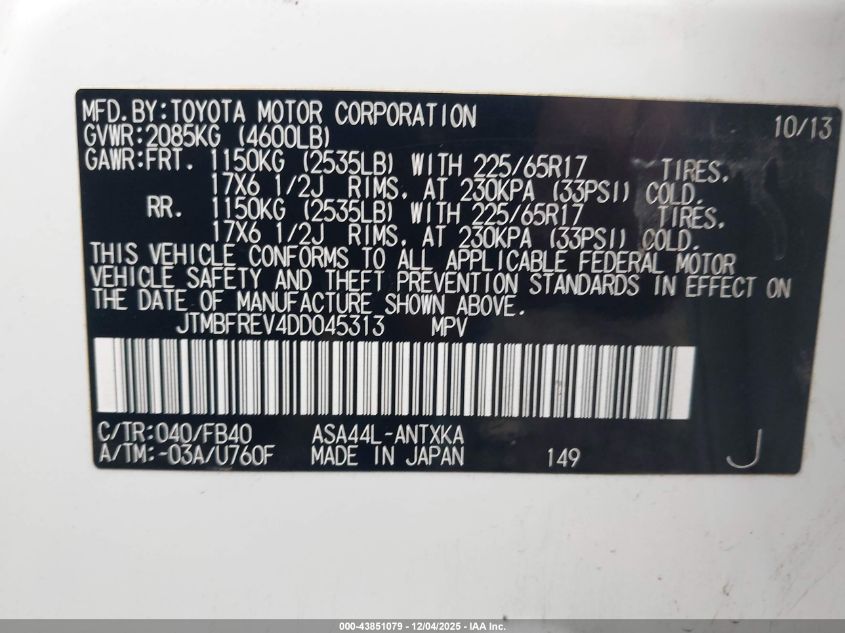 MFD.BY:TOYOTA MOTOR CORPORATION 10/13
GVWR:2085KG (4600LB)
GAWR:FRT. 1150KG (2535LB) WITH 225/65R17 TIRES,
17X6 1/2J RIMS, AT 230KPA (33PSI) COLD.
RR. 1150KG (2535LB) WITH 225/65R17 TIRES,
17X6 1/2J RIMS, AT 230KPA (33PSI) COLD.
THIS VEHICLE CONFORMS TO ALL APPLICABLE FEDERAL MOTOR
VEHICLE SAFETY AND THEFT PREVENTION STANDARDS IN EFFECT ON
THE DATE OF MANUFACTURE SHOWN ABOVE.
JTMBFREV4DD045313 MPV
C/TR:040/FB40 ASA44L-ANTXKA
A/TM:-03A/U760F MADE IN JAPAN 149 J
000-43851079 - 12/04/2025 - IAA Inc.